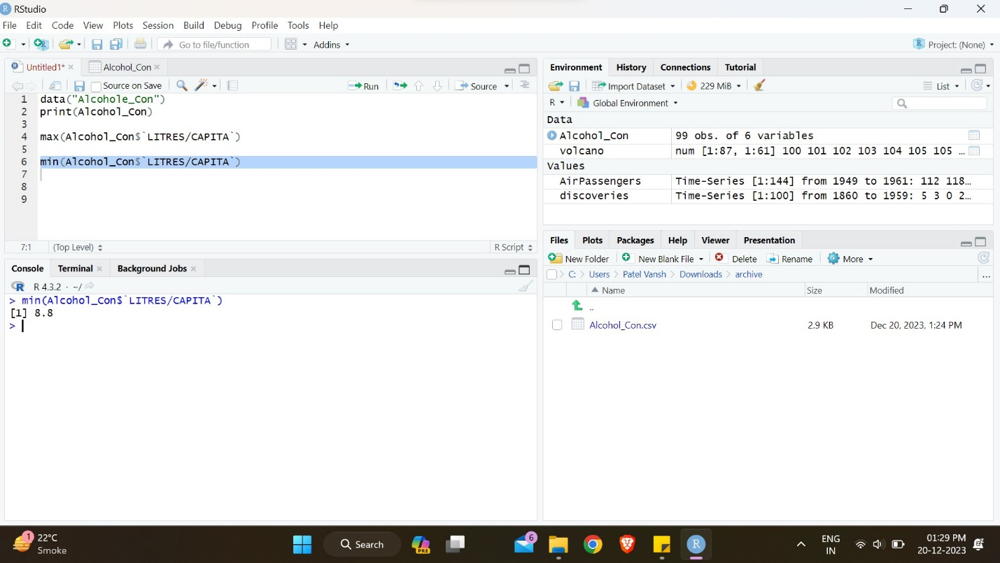 RStudio
File Edit Code View Plots Session Build Debug Profile Tools Help
Go to file/function Addins Project: (None)
Untitled1* Alcohol_Con
Source on Save Run Source
1 data("Alcohole_Con")
2 print(Alcohol_Con)
3
4 max(Alcohol_Con$`LITRES/CAPITA`)
5
6 min(Alcohol_Con$`LITRES/CAPITA`)
7
8
9
7:1 (Top Level) R Script
Console Terminal Background Jobs
R 4.3.2 · ~/
> min(Alcohol_Con$`LITRES/CAPITA`)
[1] 8.8
>
Environment History Connections Tutorial
Import Dataset 229 MiB List
R Global Environment
Data
Alcohol_Con 99 obs. of 6 variables
volcano num [1:87, 1:61] 100 101 102 103 104 105 105 …
Values
AirPassengers Time-Series [1:144] from 1949 to 1961: 112 118…
discoveries Time-Series [1:100] from 1860 to 1959: 5 3 0 2…
Files Plots Packages Help Viewer Presentation
New Folder New Blank File Delete Rename More
C: Users Patel Vansh Downloads archive ...
Name Size Modified
..
Alcohol_Con.csv 2.9 KB Dec 20, 2023, 1:24 PM
1 22°C
Smoke
Search
PRE
6
R
ENG
IN
01:29 PM
20-12-2023